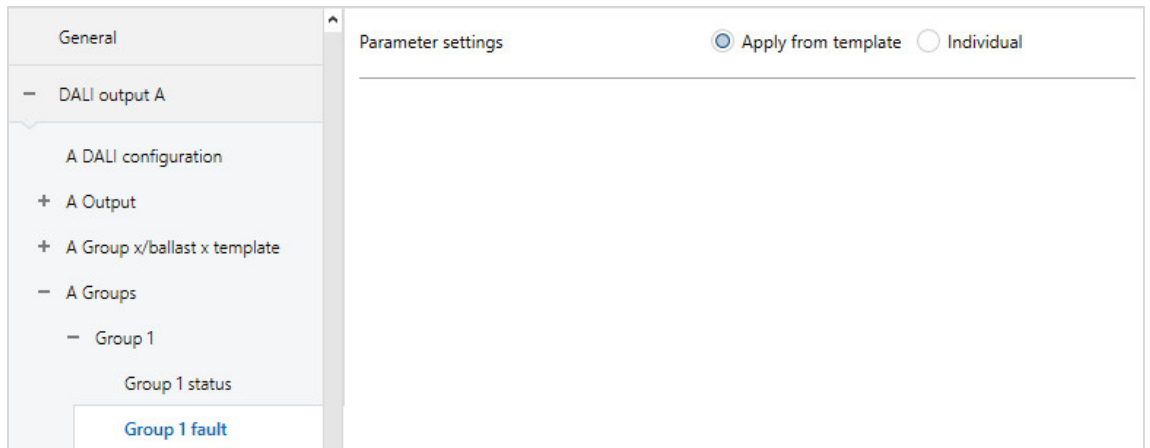 General
DALI output A
A DALI configuration
A Output
A Group x/ballast x template
A Groups
Group 1
Group 1 status
Group 1 fault
Parameter settings
Apply from template Individual